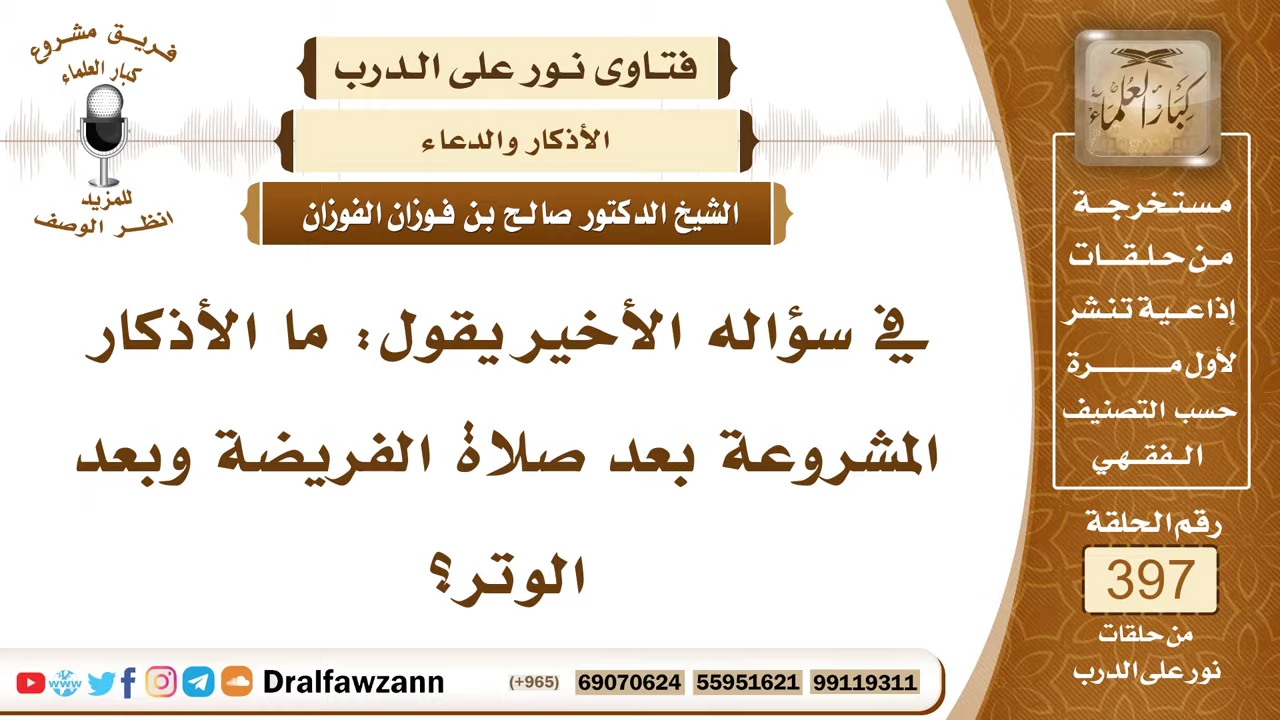 فريق مشروع
كبار العلماء
للمزيد
انظر الوصف
فتاوى نور على الدرب
الأذكار والدعاء
الشيخ الدكتور صالح بن فوزان الفوزان
في سؤاله الأخير يقول: ما الأذكار
المشروعة بعد صلاة الفريضة وبعد
الوتر؟
كبار العلماء
مستخرجة
من حلقات
إذاعية تنشر
لأول مرة
حسب التصنيف
الفقهي
رقم الحلقة
397
من حلقات
نور على الدرب
www
Dralfawzann
(+965) 69070624 55951621 99119311